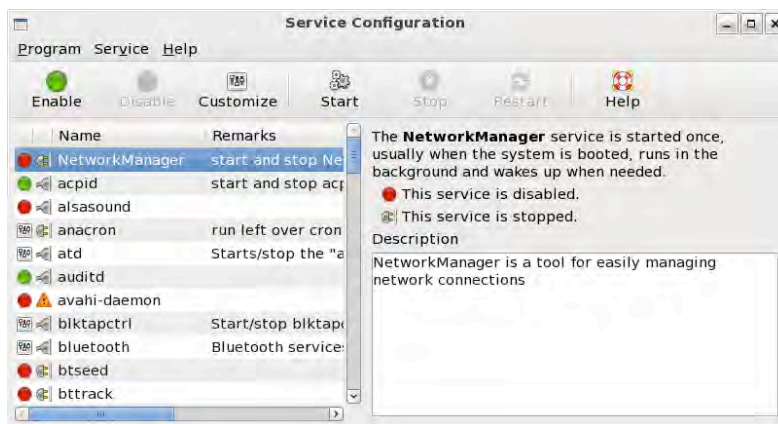 Service Configuration
Program Service Help
Enable Disable Customize Start Stop Restart Help
Name Remarks
NetworkManager start and stop Ne
acpid start and stop acp
alsasound
anacron run left over cron
atd Starts/stop the "a
auditd
avahi-daemon
blktapctrl Start/stop blktap
bluetooth Bluetooth service
btseed
bttrack
The NetworkManager service is started once,
usually when the system is booted, runs in the
background and wakes up when needed.
This service is disabled.
This service is stopped.
Description
NetworkManager is a tool for easily managing
network connections